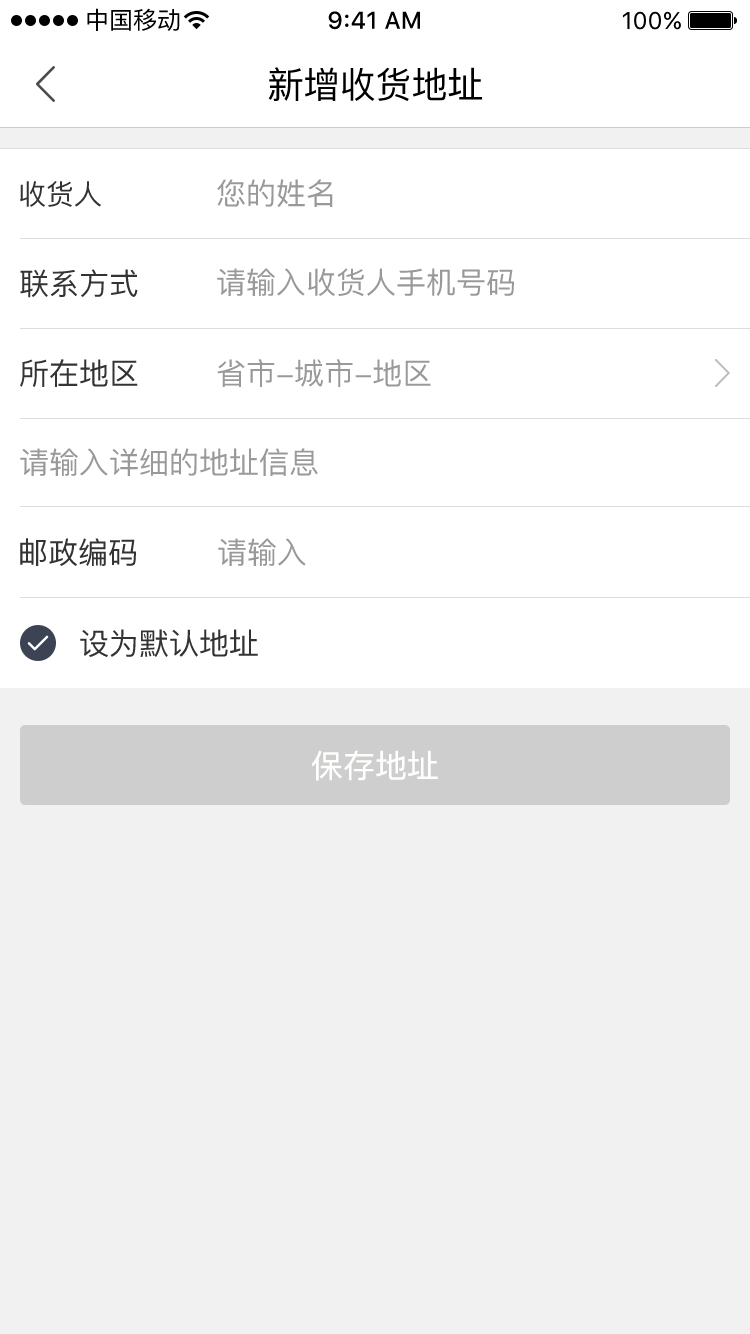 中国移动 9:41 AM 100%
新增收货地址
收货人 您的姓名
联系方式 请输入收货人手机号码
所在地区 省市–城市–地区
请输入详细的地址信息
邮政编码 请输入
设为默认地址
保存地址